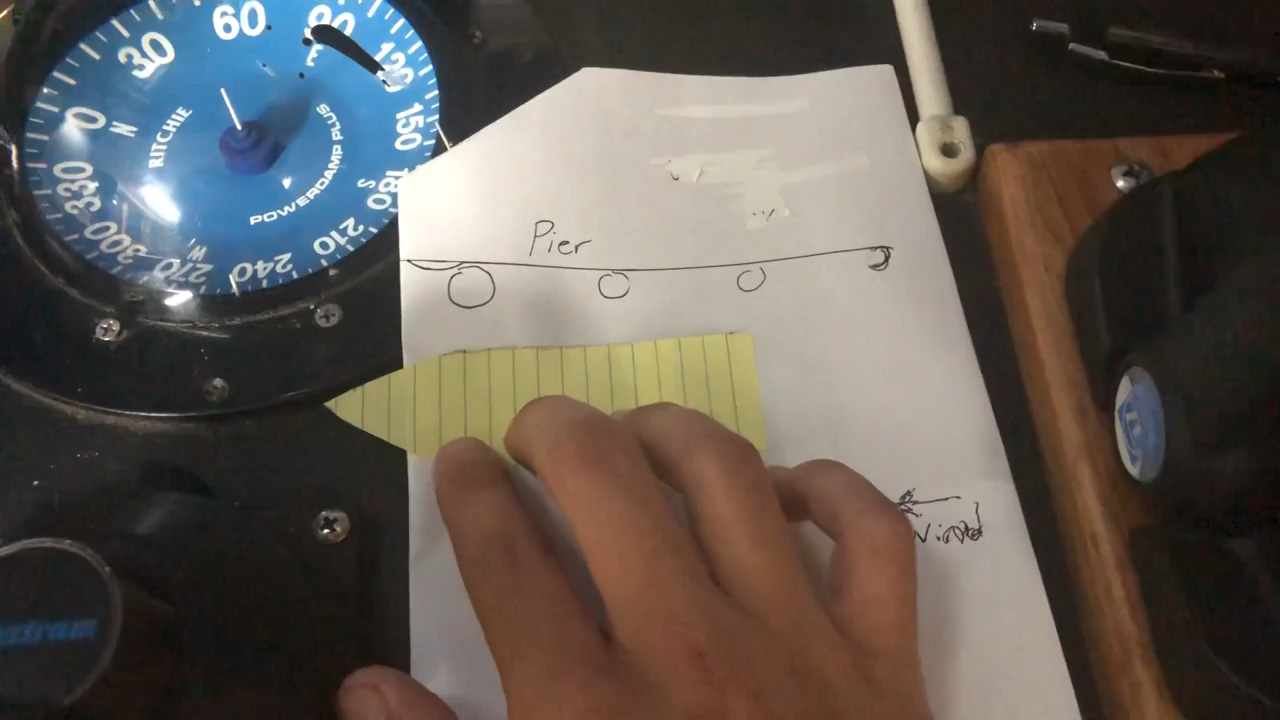 60
30
120
0
N
150
RITCHIE
POWERDAMP PLUS
330
S
180
300
W
210
270
240
Pier
Wind